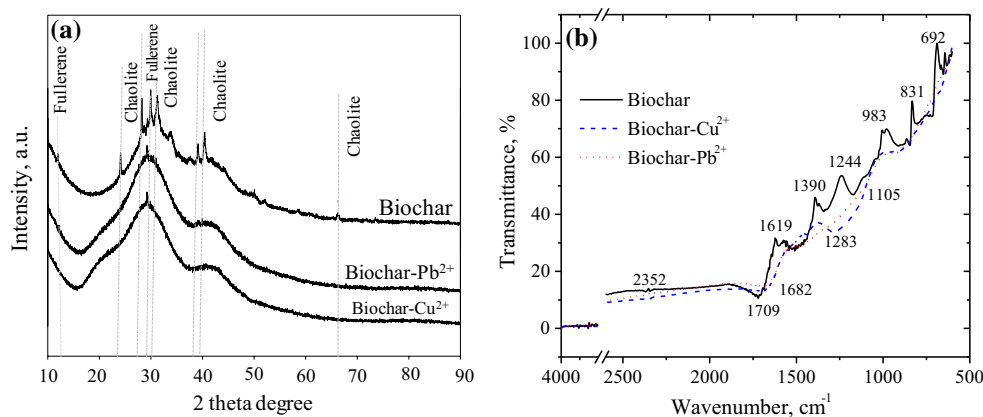 (a)
Fullerene
Chaolite
Fullerene
Chaolite
Chaolite
Chaolite
Biochar
Biochar-Pb²⁺
Biochar-Cu²⁺
Intensity, a.u.
10 20 30 40 50 60 70 80 90
2 theta degree
(b)
Biochar
Biochar-Cu²⁺
Biochar-Pb²⁺
692
831
983
1244
1390
1105
1619
1283
2352
1682
1709
Transmittance, %
100
80
60
40
20
10
0
4000 2500 2000 1500 1000 500
Wavenumber, cm⁻¹